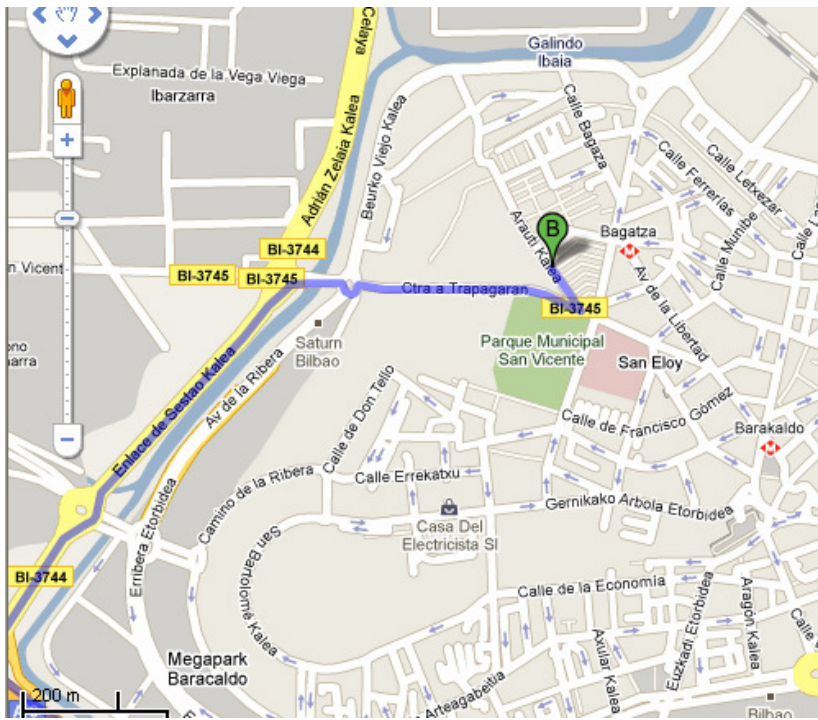 Celaya
Galindo
Ibaia
Explanada de la Vega Viega
Ibarzarra
Adrián Zelaia Kalea
Beurko Viejo Kalea
Calle Bagaza
Calle Ferrerías
Calle Letxezar
Calle Munibe
Arauti Kalea
B
Bagatza
Av de la Libertad
BI-3744
n Vicent
BI-3745
BI-3745
Ctra a Trapagaran
BI-3745
Saturn
Bilbao
Parque Municipal
San Vicente
San Eloy
ono
narra
Enlace de Sestao Kalea
Av de la Ribera
Calle de Don Tello
Calle de Francisco Gómez
Barakaldo
Camino de la Ribera
Calle Errekatxu
Gernikako Arbola Etorbidea
Casa Del
Electricista Sl
Erribera Etorbidea
San Bartolomé Kalea
BI-3744
Calle de la Economía
Euzkadi Etorbidea
Aragón Kalea
Calle V
Axular Kalea
Megapark
Baracaldo
Arteagabeitia
200 m
Bilbao